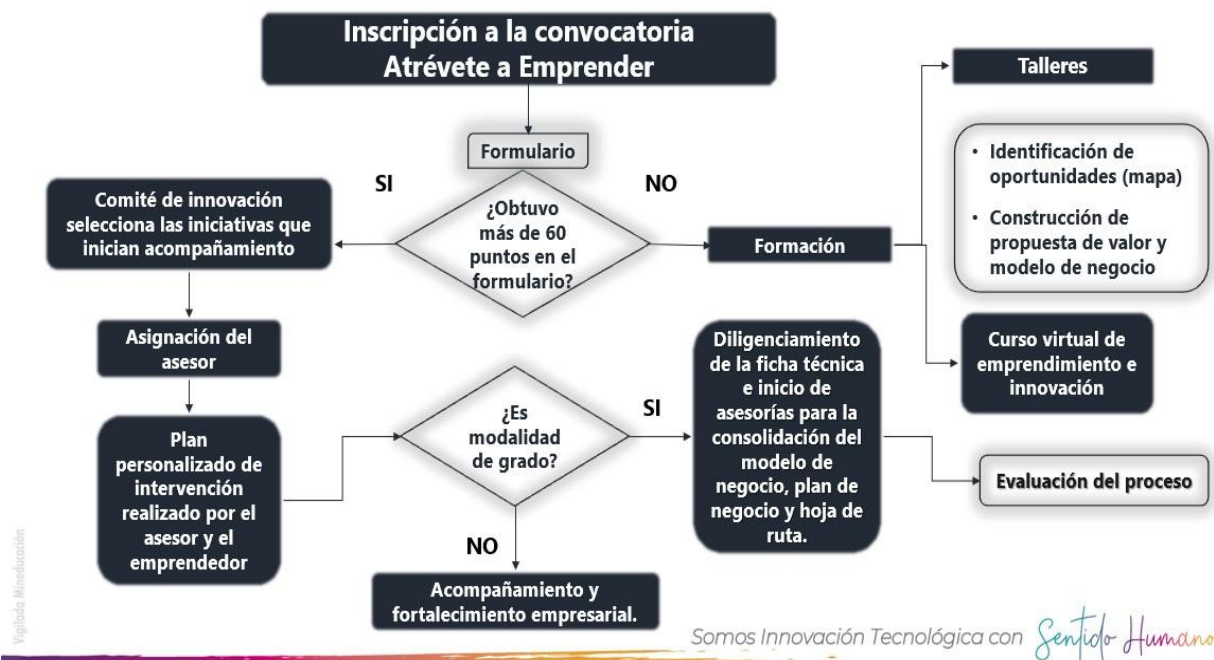 Inscripción a la convocatoria
Atrévete a Emprender
Formulario
¿Obtuvo
más de 60
puntos en el
formulario?
SI
NO
Comité de innovación
selecciona las iniciativas que
inician acompañamiento
Asignación del
asesor
Plan
personalizado de
intervención
realizado por el
asesor y el
emprendedor
Formación
Talleres
• Identificación de
oportunidades (mapa)
• Construcción de
propuesta de valor y
modelo de negocio
Curso virtual de
emprendimiento e
innovación
¿Es
modalidad
de grado?
SI
NO
Diligenciamiento
de la ficha técnica
e inicio de
asesorías para la
consolidación del
modelo de
negocio, plan de
negocio y hoja de
ruta.
Evaluación del proceso
Acompañamiento y
fortalecimiento empresarial.
Vigilada Mineducación
Somos Innovación Tecnológica con Sentido Humano